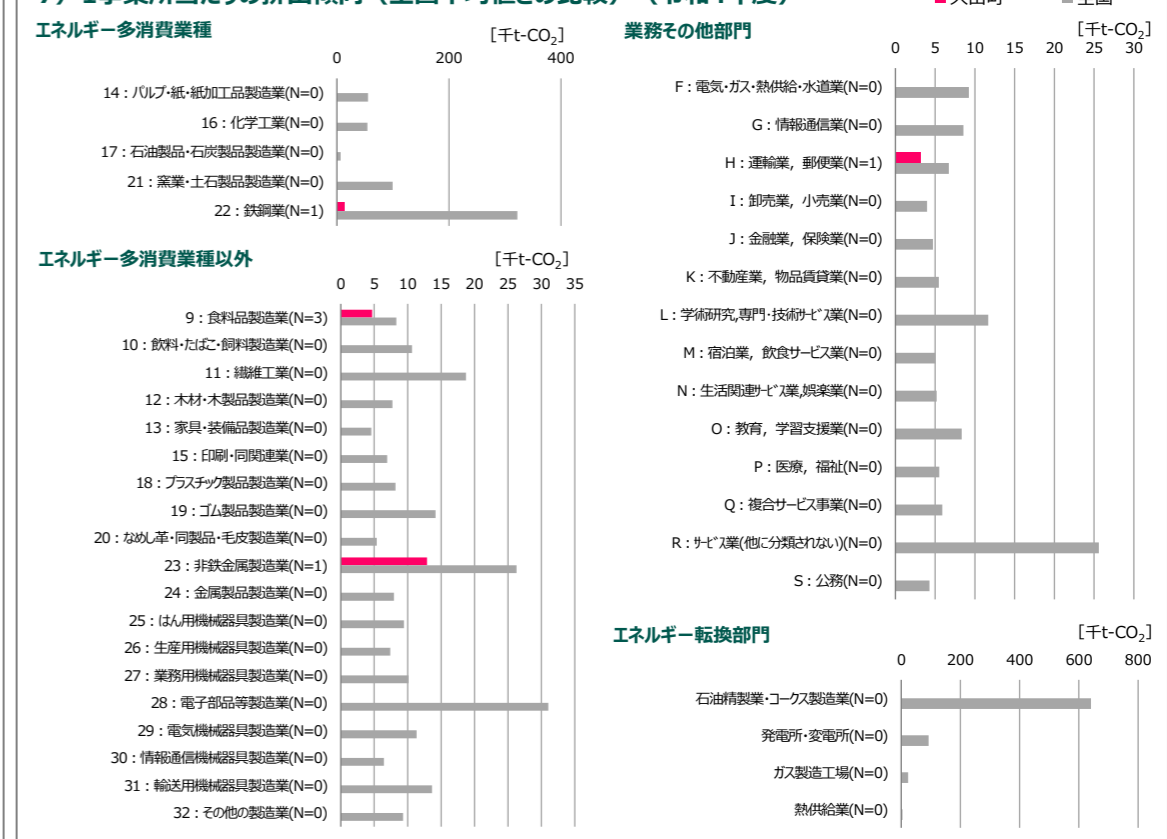 ■全国
エネルギー多消費業種
[千t-CO₂]
0 200 400
14：パルプ・紙・紙加工品製造業(N=0)
16：化学工業(N=0)
17：石油製品・石炭製品製造業(N=0)
21：窯業・土石製品製造業(N=0)
22：鉄鋼業(N=1)
エネルギー多消費業種以外
[千t-CO₂]
0 5 10 15 20 25 30 35
9：食料品製造業(N=3)
10：飲料・たばこ・飼料製造業(N=0)
11：繊維工業(N=0)
12：木材・木製品製造業(N=0)
13：家具・装備品製造業(N=0)
15：印刷・同関連業(N=0)
18：プラスチック製品製造業(N=0)
19：ゴム製品製造業(N=0)
20：なめし革・同製品・毛皮製造業(N=0)
23：非鉄金属製造業(N=1)
24：金属製品製造業(N=0)
25：はん用機械器具製造業(N=0)
26：生産用機械器具製造業(N=0)
27：業務用機械器具製造業(N=0)
28：電子部品等製造業(N=0)
29：電気機械器具製造業(N=0)
30：情報通信機械器具製造業(N=0)
31：輸送用機械器具製造業(N=0)
32：その他の製造業(N=0)
業務その他部門
[千t-CO₂]
0 5 10 15 20 25 30
F：電気・ガス・熱供給・水道業(N=0)
G：情報通信業(N=0)
H：運輸業，郵便業(N=1)
I：卸売業，小売業(N=0)
J：金融業，保険業(N=0)
K：不動産業，物品賃貸業(N=0)
L：学術研究,専門・技術サービス業(N=0)
M：宿泊業，飲食サービス業(N=0)
N：生活関連サービス業,娯楽業(N=0)
O：教育，学習支援業(N=0)
P：医療，福祉(N=0)
Q：複合サービス事業(N=0)
R：サービス業(他に分類されない)(N=0)
S：公務(N=0)
エネルギー転換部門
[千t-CO₂]
0 200 400 600 800
石油精製業・コークス製造業(N=0)
発電所・変電所(N=0)
ガス製造工場(N=0)
熱供給業(N=0)